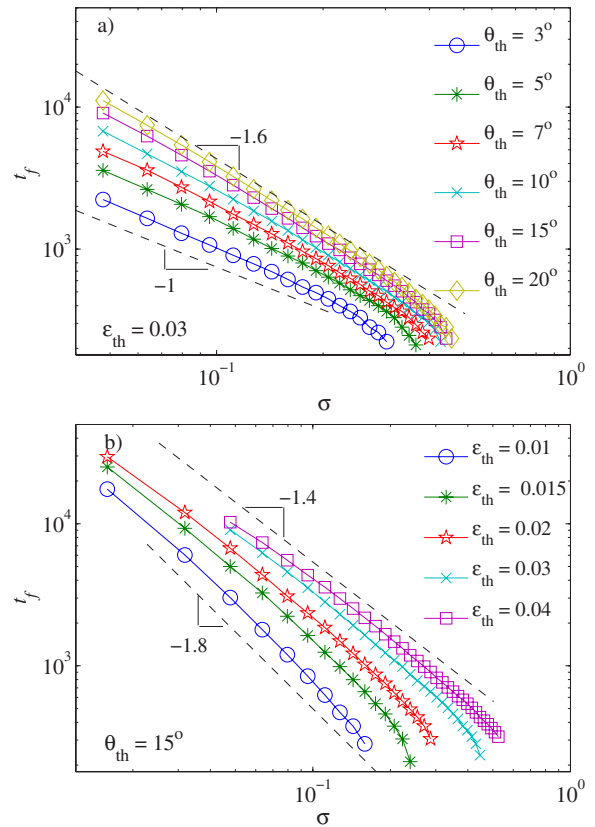 a)
θth = 3o
θth = 5o
θth = 7o
θth = 10o
θth = 15o
θth = 20o
10^4
10^3
tf
−1.6
−1
εth = 0.03
10^−1
10^0
σ
b)
εth = 0.01
εth = 0.015
εth = 0.02
εth = 0.03
εth = 0.04
10^4
10^3
tf
−1.4
−1.8
θth = 15o
10^−1
10^0
σ